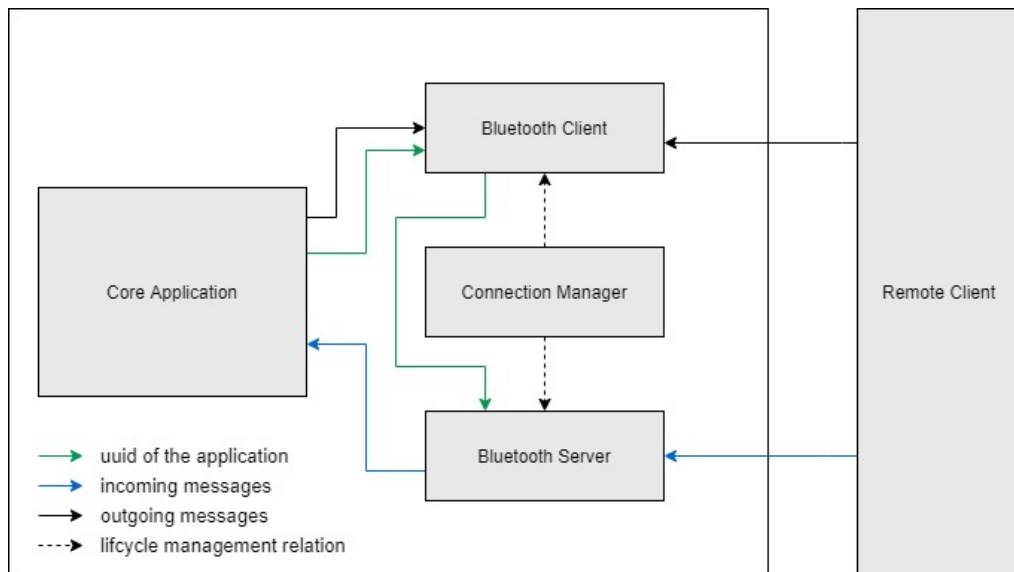 Bluetooth Client
Core Application
Connection Manager
Remote Client
Bluetooth Server
uuid of the application
incoming messages
outgoing messages
lifcycle management relation